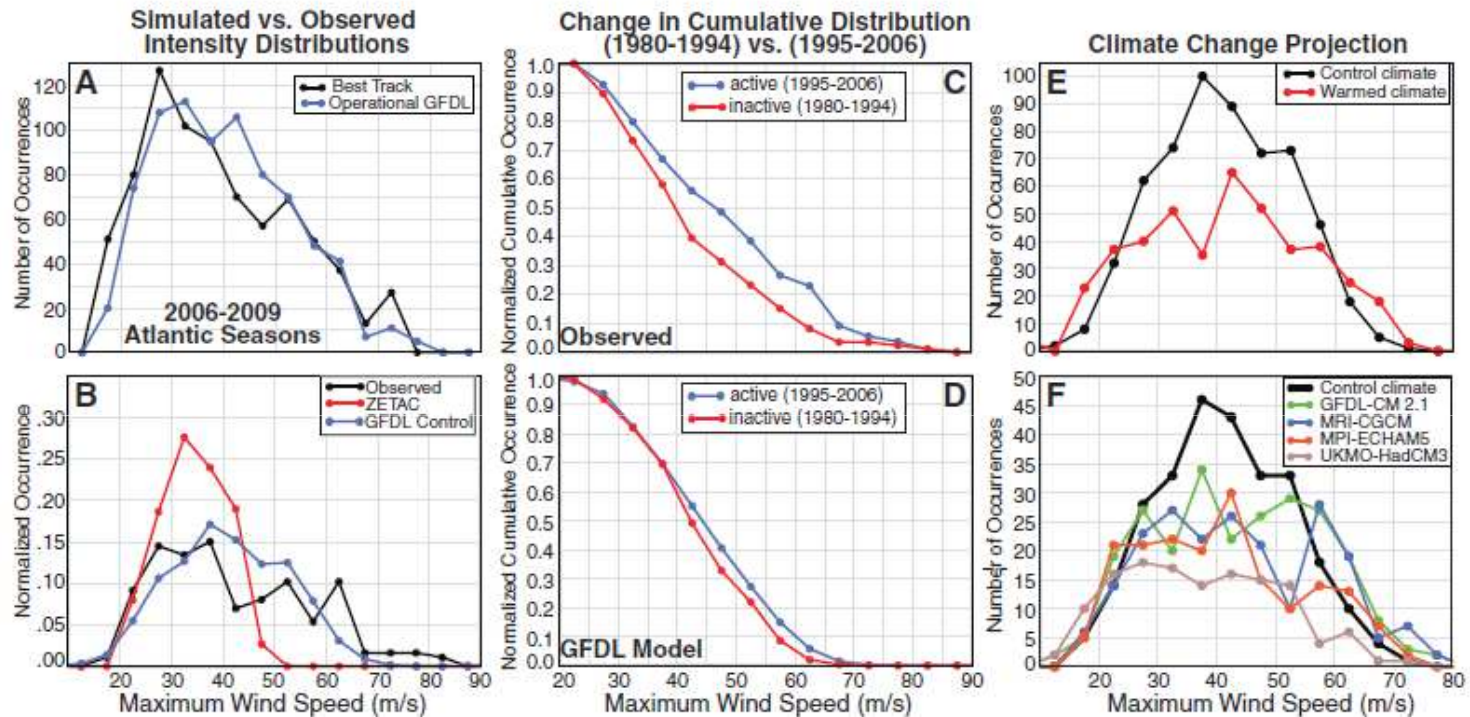 Simulated vs. Observed
Intensity Distributions
Change in Cumulative Distribution
(1980-1994) vs. (1995-2006)
Climate Change Projection
A
Best Track
Operational GFDL
120
100
80
60
40
20
0
Number of Occurrences
2006-2009
Atlantic Seasons
B
Observed
ZETAC
GFDL Control
.30
.25
.20
.15
.10
.05
.00
Normalized Occurrence
20 30 40 50 60 70 80 90
Maximum Wind Speed (m/s)
C
active (1995-2006)
inactive (1980-1994)
1.0
0.9
0.8
0.7
0.6
0.5
0.4
0.3
0.2
0.1
0.0
Normalized Cumulative Occurrence
Observed
D
active (1995-2006)
inactive (1980-1994)
1.0
0.9
0.8
0.7
0.6
0.5
0.4
0.3
0.2
0.1
0.0
Normalized Cumulative Occurrence
GFDL Model
20 30 40 50 60 70 80 90
Maximum Wind Speed (m/s)
E
Control climate
Warmed climate
100
90
80
70
60
50
40
30
20
10
0
Number of Occurrences
F
Control climate
GFDL-CM 2.1
MRI-CGCM
MPI-ECHAM5
UKMO-HadCM3
50
45
40
35
30
25
20
15
10
5
0
Number of Occurrences
20 30 40 50 60 70 80
Maximum Wind Speed (m/s)